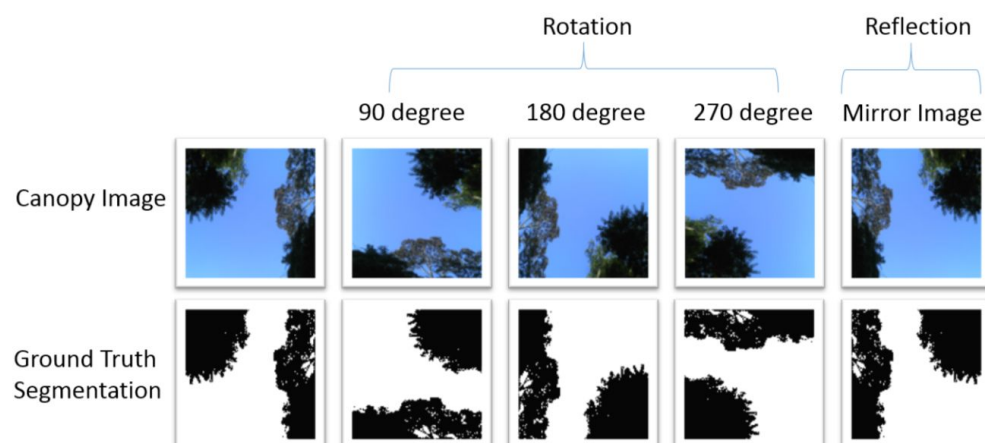 Rotation
Reflection
90 degree
180 degree
270 degree
Mirror Image
Canopy Image
Ground Truth
Segmentation